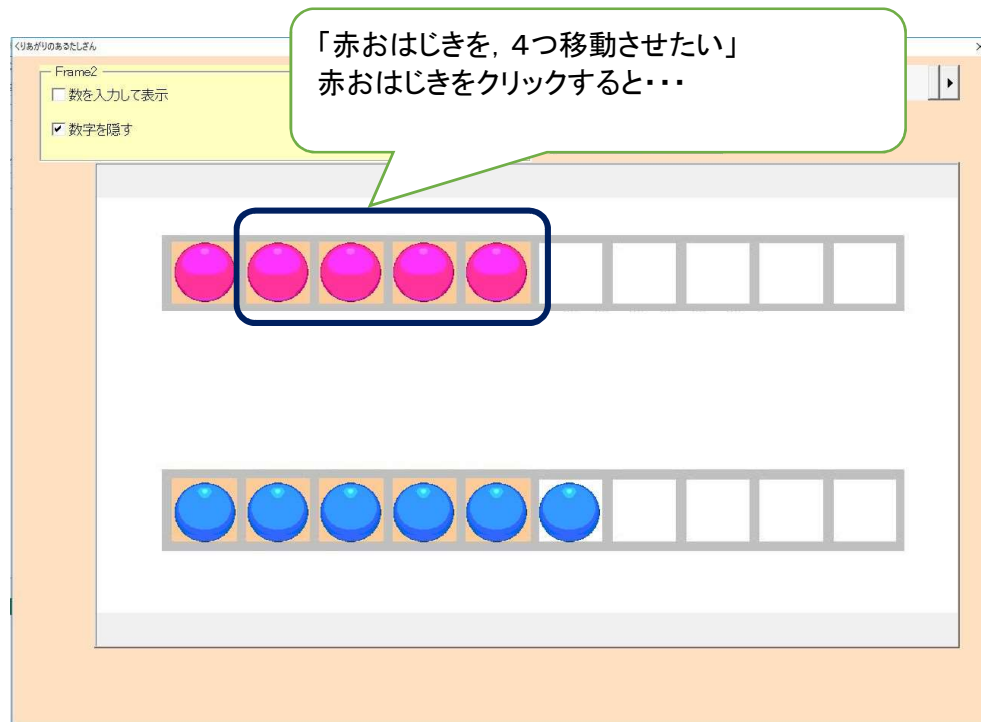 くりあがりのあるたしざん
「赤おはじきを，４つ移動させたい」
赤おはじきをクリックすると・・・
Frame2
数を入力して表示
数字を隠す